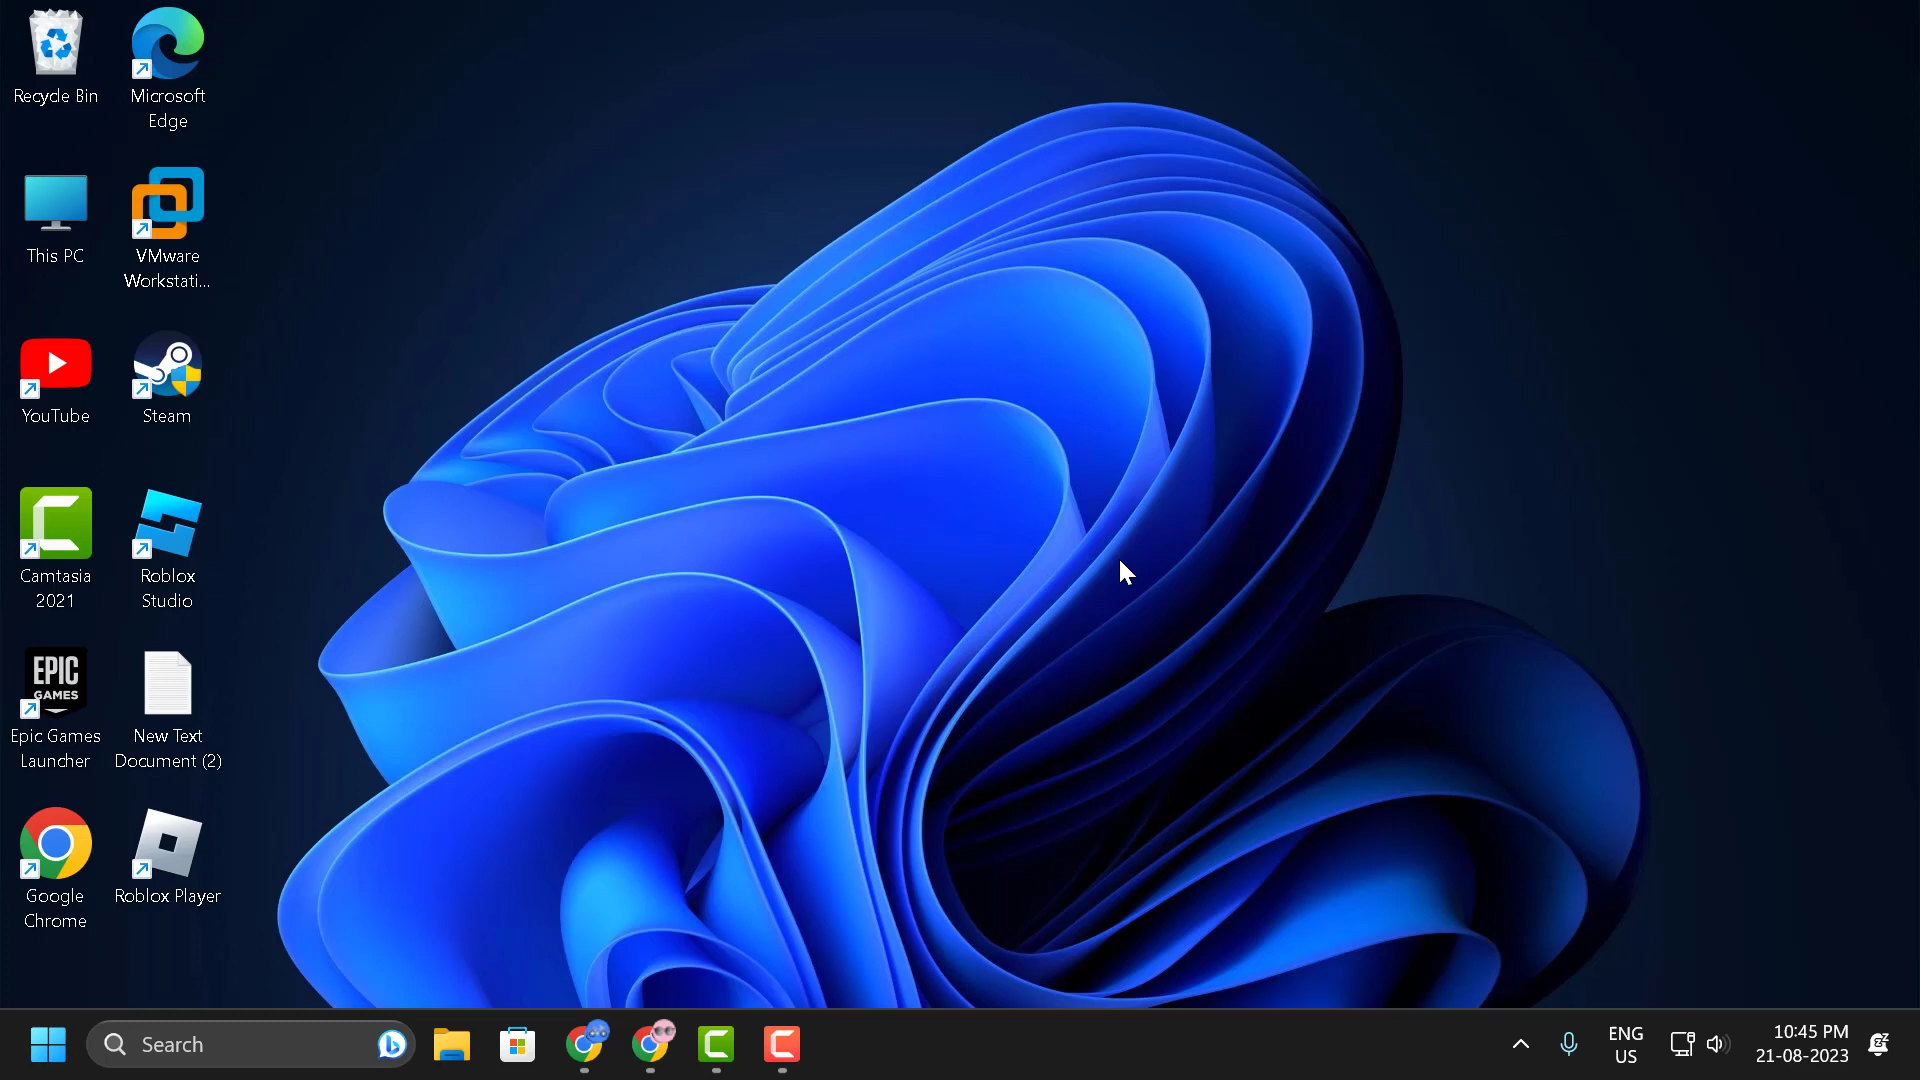 Recycle Bin
Microsoft
Edge
This PC
VMware
Workstati...
YouTube
Steam
Camtasia
2021
Roblox
Studio
EPIC
GAMES
Epic Games
Launcher
New Text
Document (2)
Google
Chrome
Roblox Player
Search
ENG
US
10:45 PM
21-08-2023